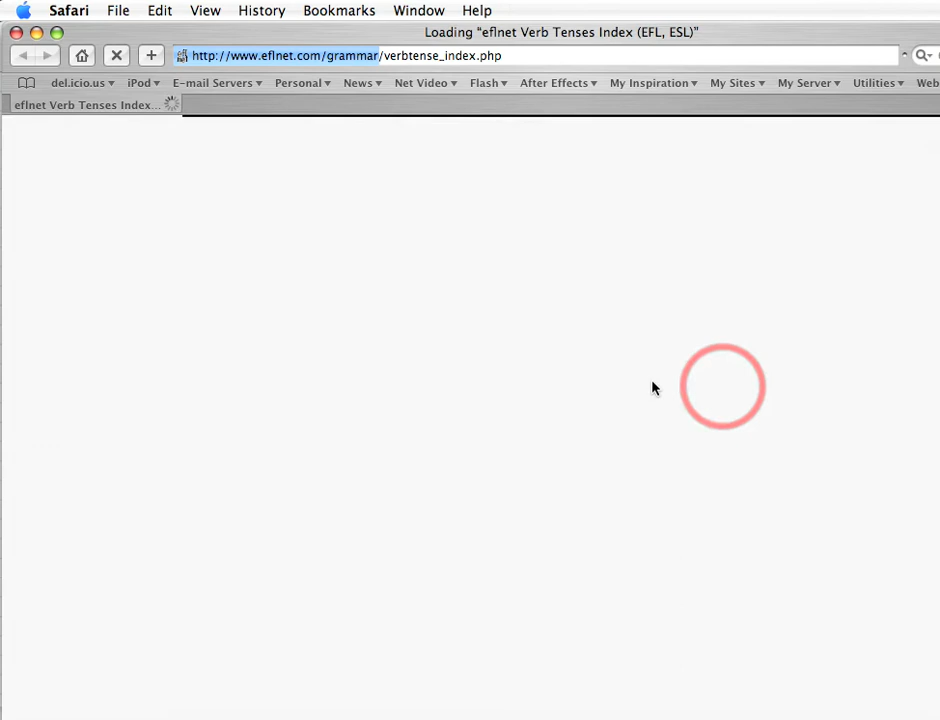 Safari File Edit View History Bookmarks Window Help
Loading “eflnet Verb Tenses Index (EFL, ESL)”
http://www.eflnet.com/grammar/verbtense_index.php
del.icio.us iPod E-mail Servers Personal News Net Video Flash After Effects My Inspiration My Sites My Server Utilities Web
eflnet Verb Tenses Index...